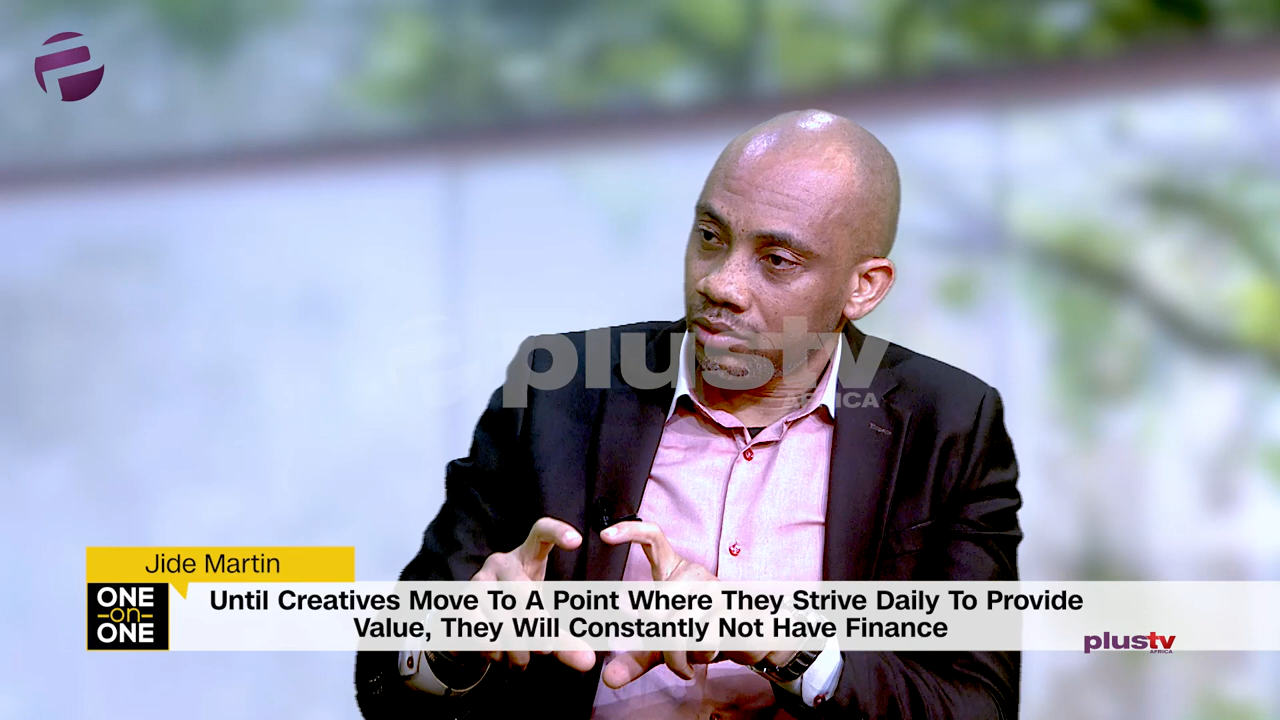 plustv
AFRICA
Jide Martin
ONE
on
ONE
Until Creatives Move To A Point Where They Strive Daily To Provide
Value, They Will Constantly Not Have Finance
plustv
AFRICA